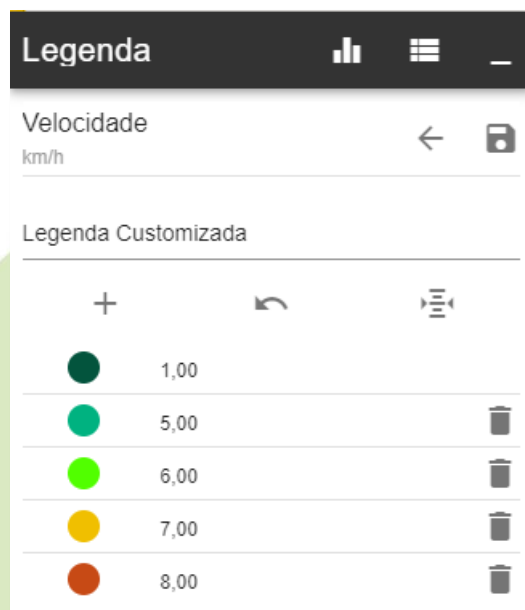 Legenda
Velocidade
km/h
Legenda Customizada
1,00
5,00
6,00
7,00
8,00